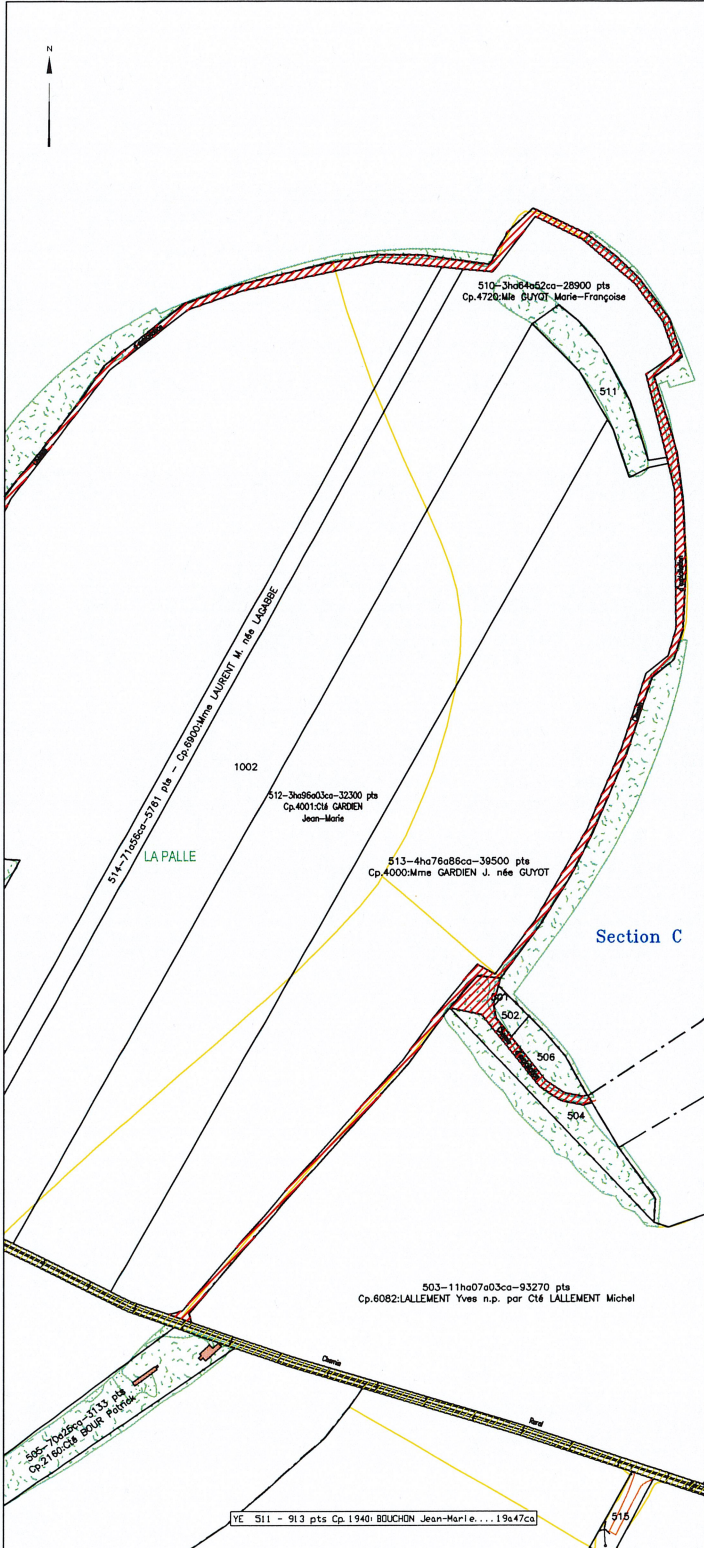 N
510-3ha64a52ca-28900 pts
Cp.4720:Mle GUYOT Marie-Françoise
511
514-71a56ca-5761 pts - Cp.6900:Mme LAURENT M. née LAGABBE
1002
512-3ha96a03ca-32300 pts
Cp.4001:Cté GARDIEN
Jean-Marie
LA PALLE
513-4ha76a86ca-39500 pts
Cp.4000:Mme GARDIEN J. née GUYOT
Section C
501
502
506
504
503-11ha07a03ca-93270 pts
Cp.6082:LALLEMENT Yves n.p. par Cté LALLEMENT Michel
Chemin
Rural
505-70a26ca-3133 pts
Cp.2160:Cté BOUR Patrick
515
YE 511 - 913 pts Cp.1940: BOUCHON Jean-Marie....19a47ca